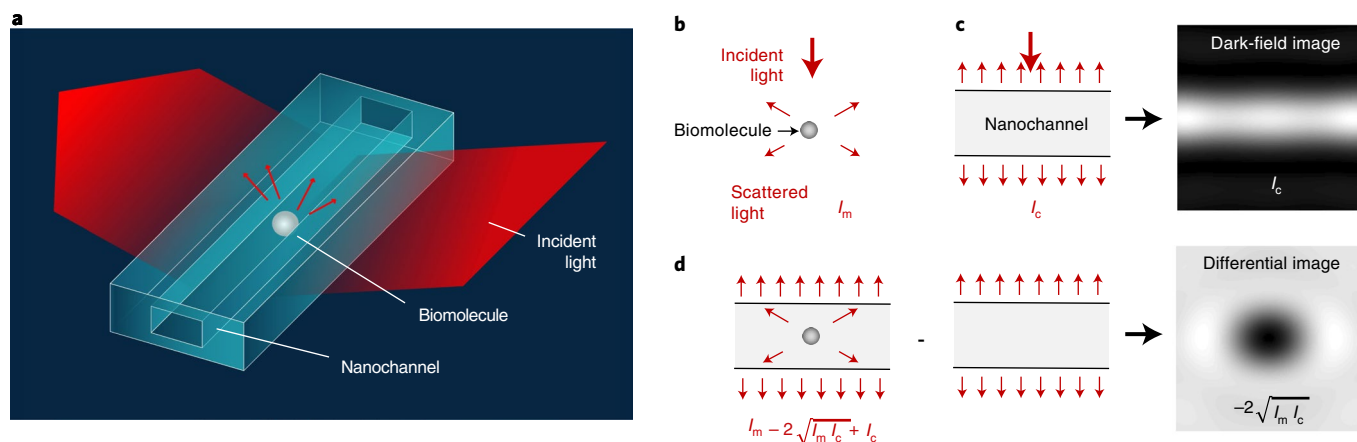 a
Incident
light
Biomolecule
Nanochannel
b
Incident
light
Biomolecule
Scattered
light
I_m
c
Nanochannel
I_c
Dark-field image
I_c
d
-
I_m − 2√(I_m I_c) + I_c
Differential image
−2√(I_m I_c)